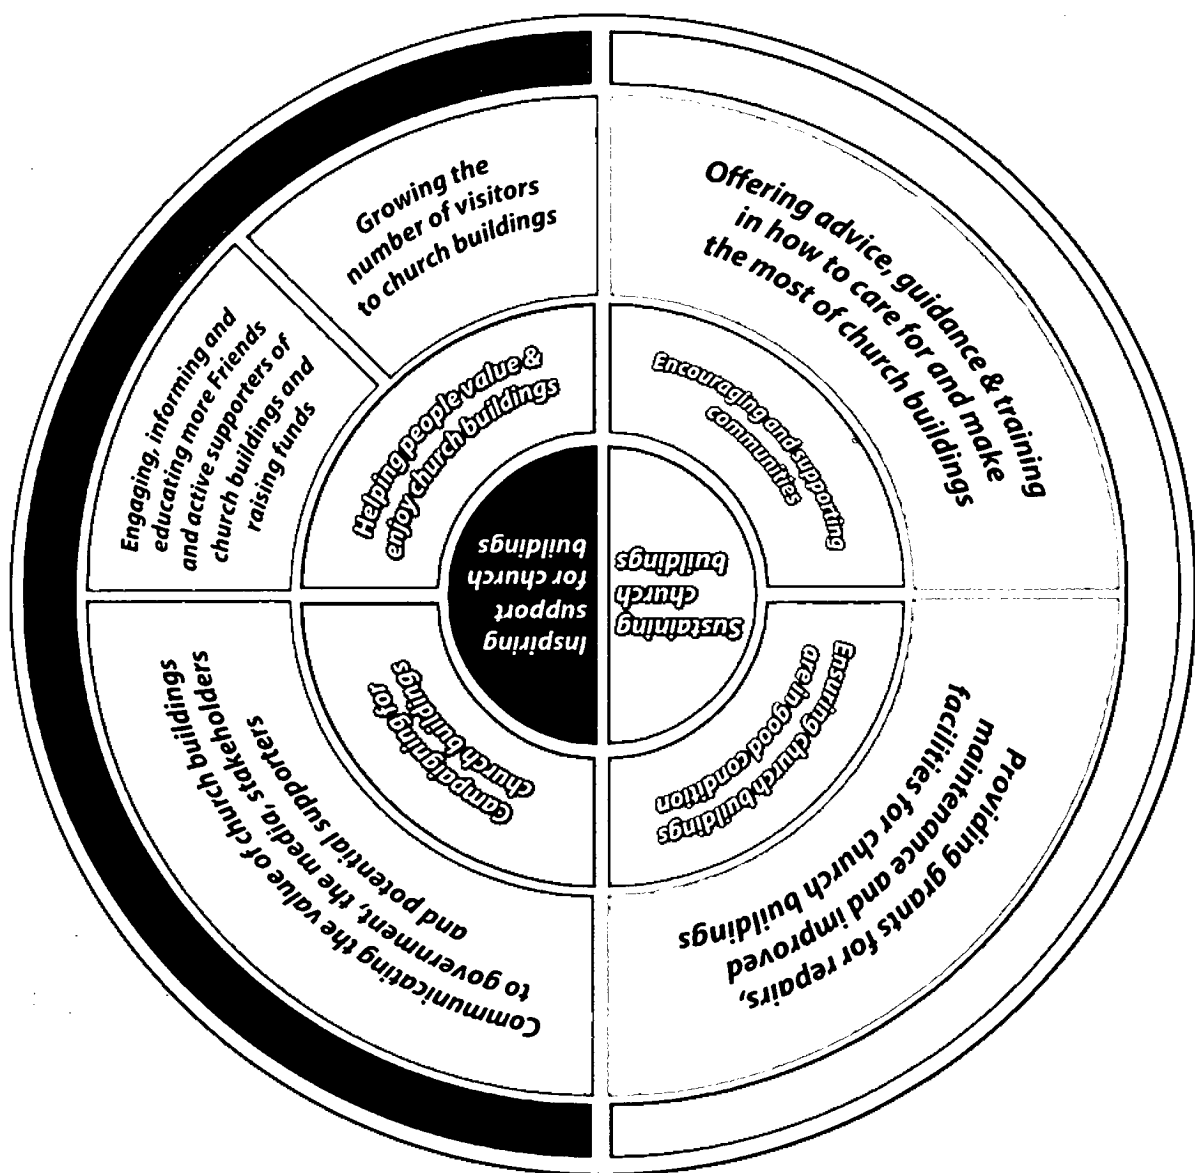 Inspiring
support
for church
buildings
Sustaining
church
buildings
Helping people value &
enjoy church buildings
Encouraging and supporting
communities
Ensuring church buildings
are in good condition
Campaigning for
church buildings
Growing the
number of visitors
to church buildings
Offering advice, guidance & training
in how to care for and make
the most of church buildings
Providing grants for repairs,
maintenance and improved
facilities for church buildings
Communicating the value of church buildings
to government, the media, stakeholders
and potential supporters
Engaging, informing and
educating more Friends
and active supporters of
church buildings and
raising funds